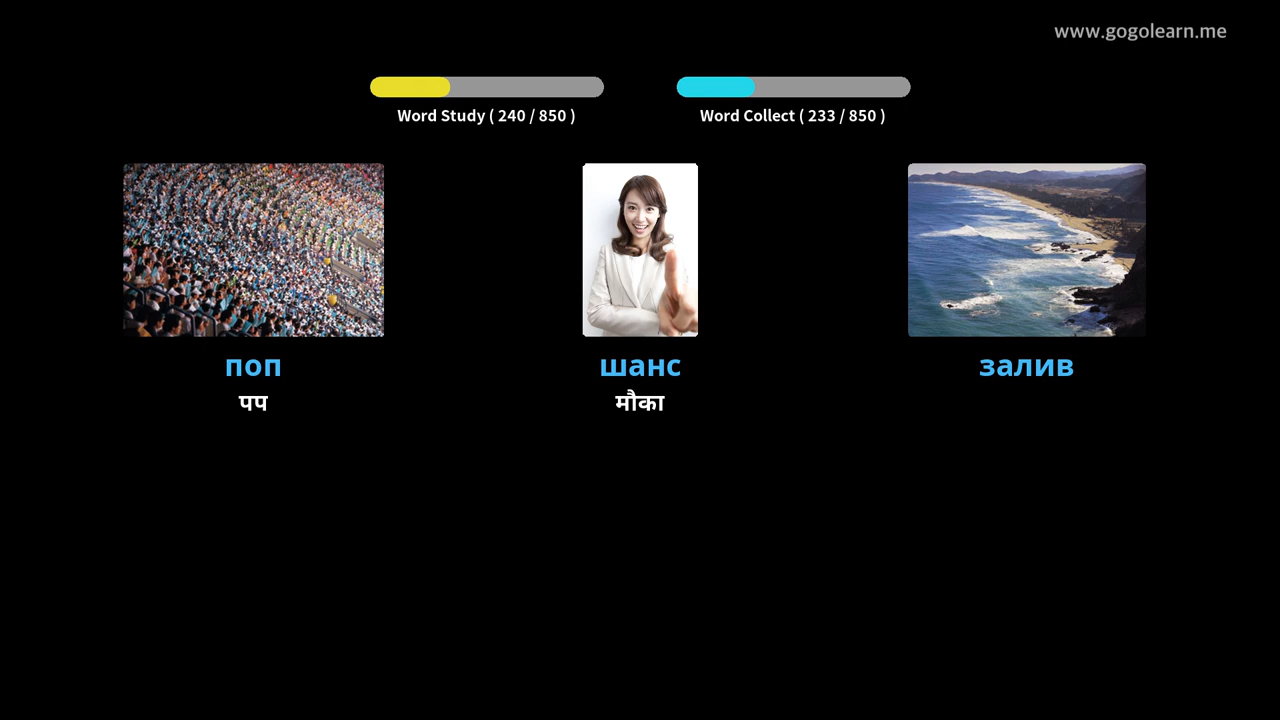 www.gogolearn.me
Word Study ( 240 / 850 )
Word Collect ( 233 / 850 )
поп
шанс
залив
पप
मौका